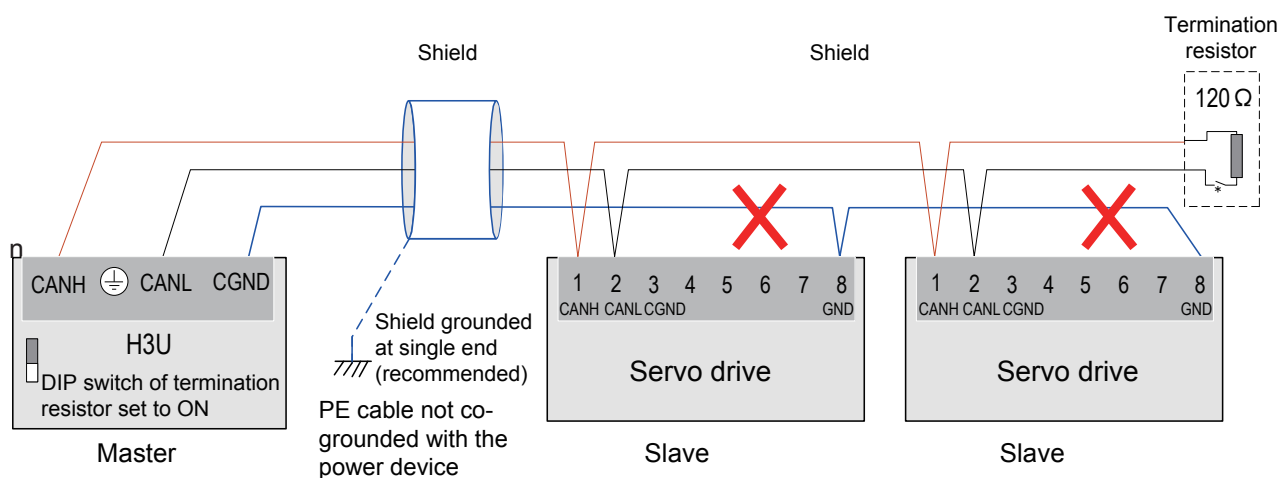 Termination
resistor
Shield
Shield
120 Ω
*
n
CANH CANL CGND
1 2 3 4 5 6 7 8
CANH CANL CGND GND
1 2 3 4 5 6 7 8
CANH CANL CGND GND
H3U
DIP switch of termination
resistor set to ON
Master
Shield grounded
at single end
(recommended)
PE cable not co-
grounded with the
power device
Servo drive
Slave
Servo drive
Slave